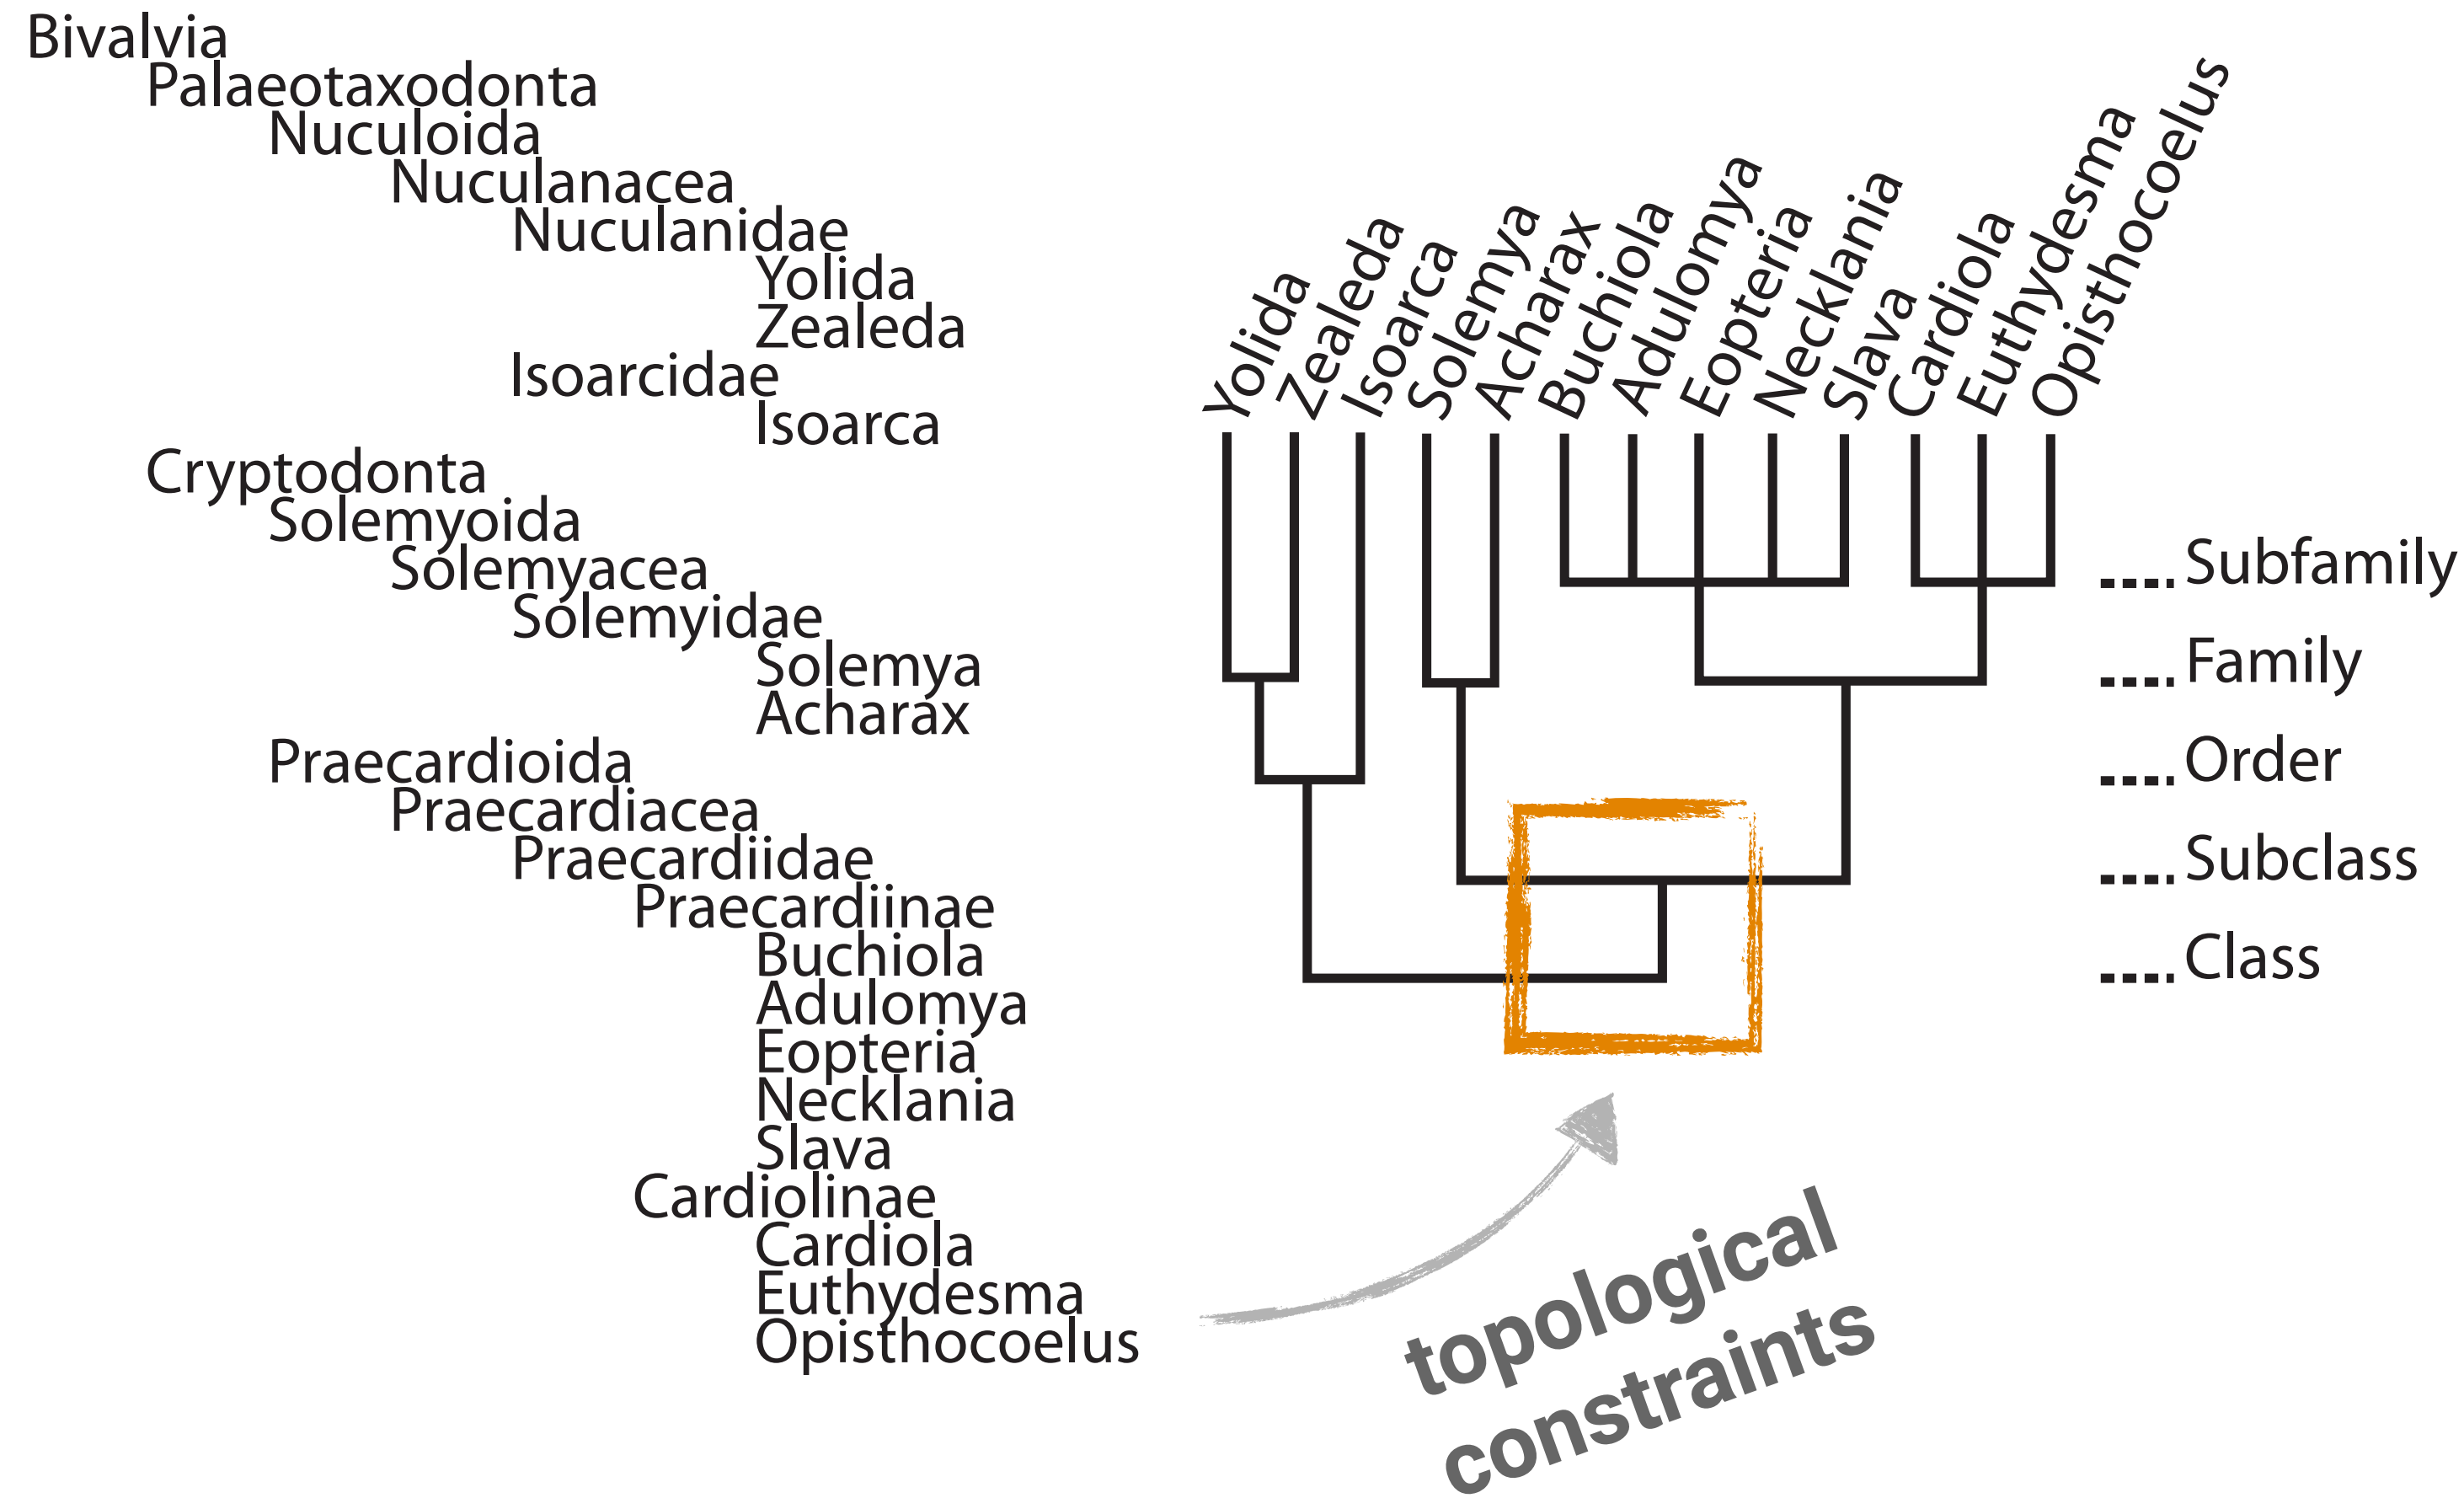 Bivalvia
Palaeotaxodonta
Nuculoida
Nuculanacea
Nuculanidae
Yolida
Zealeda
Isoarcidae
Isoarca
Cryptodonta
Solemyoida
Solemyacea
Solemyidae
Solemya
Acharax
Praecardioida
Praecardiacea
Praecardiidae
Praecardiinae
Buchiola
Adulomya
Eopteria
Necklania
Slava
Cardiolinae
Cardiola
Euthydesma
Opisthocoelus
Yolida
Zealeda
Isoarca
Solemya
Acharax
Buchiola
Adulomya
Eopteria
Necklania
Slava
Cardiola
Euthydesma
Opisthocoelus
Subfamily
Family
Order
Subclass
Class
topological
constraints